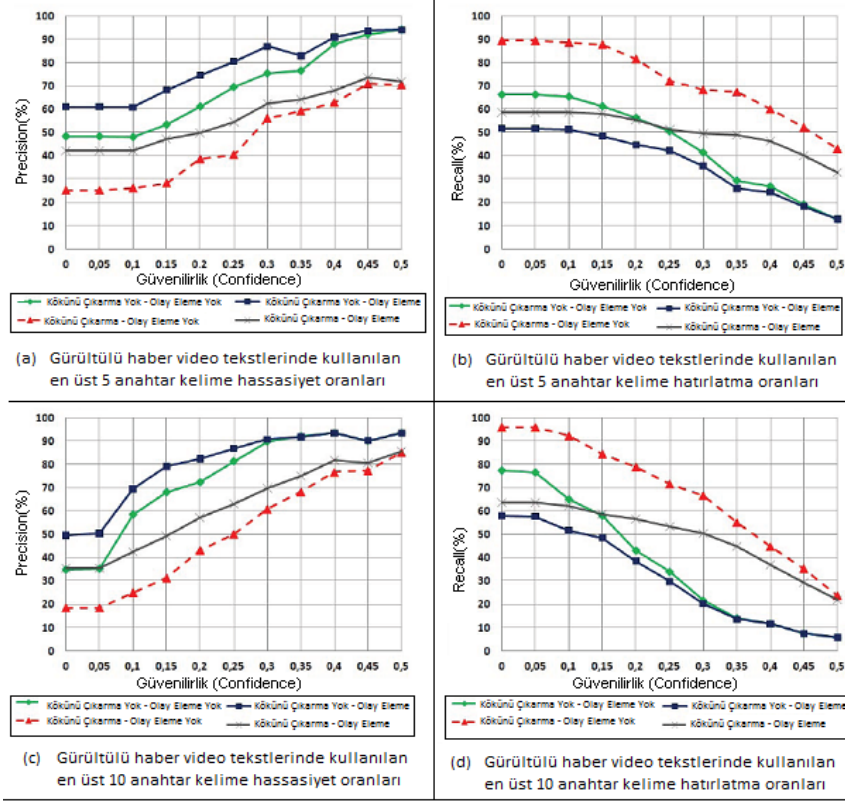 Precision(%)
100
90
80
70
60
50
40
30
20
10
0
0 0,05 0,1 0.15 0.2 0.25 0.3 0.35 0.4 0.45 0,5
Güvenilirlik (Confidence)
Kökünü Çıkarma Yok - Olay Eleme Yok Kökünü Çıkarma Yok - Olay Eleme
Kökünü Çıkarma - Olay Eleme Yok Kökünü Çıkarma - Olay Eleme
(a) Gürültülü haber video tekstlerinde kullanılan
en üst 5 anahtar kelime hassasiyet oranları
Recall(%)
100
90
80
70
60
50
40
30
20
10
0
0 0,05 0,1 0,15 0,2 0,25 0,3 0,35 0,4 0,45 0,5
Güvenilirlik (Confidence)
Kökünü Çıkarma Yok - Olay Eleme Yok Kökünü Çıkarma Yok - Olay Eleme
Kökünü Çıkarma - Olay Eleme Yok Kökünü Çıkarma - Olay Eleme
(b) Gürültülü haber video tekstlerinde kullanılan
en üst 5 anahtar kelime hatırlatma oranları
Precision(%)
100
90
80
70
60
50
40
30
20
10
0
0 0,05 0,1 0,15 0,2 0,25 0,3 0,35 0,4 0,45 0,5
Güvenilirlik (Confidence)
Kökünü Çıkarma Yok - Olay Eleme Yok Kökünü Çıkarma Yok - Olay Eleme
Kökünü Çıkarma - Olay Eleme Yok Kökünü Çıkarma - Olay Eleme
(c) Gürültülü haber video tekstlerinde kullanılan
en üst 10 anahtar kelime hassasiyet oranları
Recall(%)
100
90
80
70
60
50
40
30
20
10
0
0 0,05 0,1 0,15 0,2 0,25 0,3 0,35 0,4 0,45 0,5
Güvenilirlik (Confidence)
Kökünü Çıkarma Yok - Olay Eleme Yok Kökünü Çıkarma Yok - Olay Eleme
Kökünü Çıkarma - Olay Eleme Yok Kökünü Çıkarma - Olay Eleme
(d) Gürültülü haber video tekstlerinde kullanılan
en üst 10 anahtar kelime hatırlatma oranları